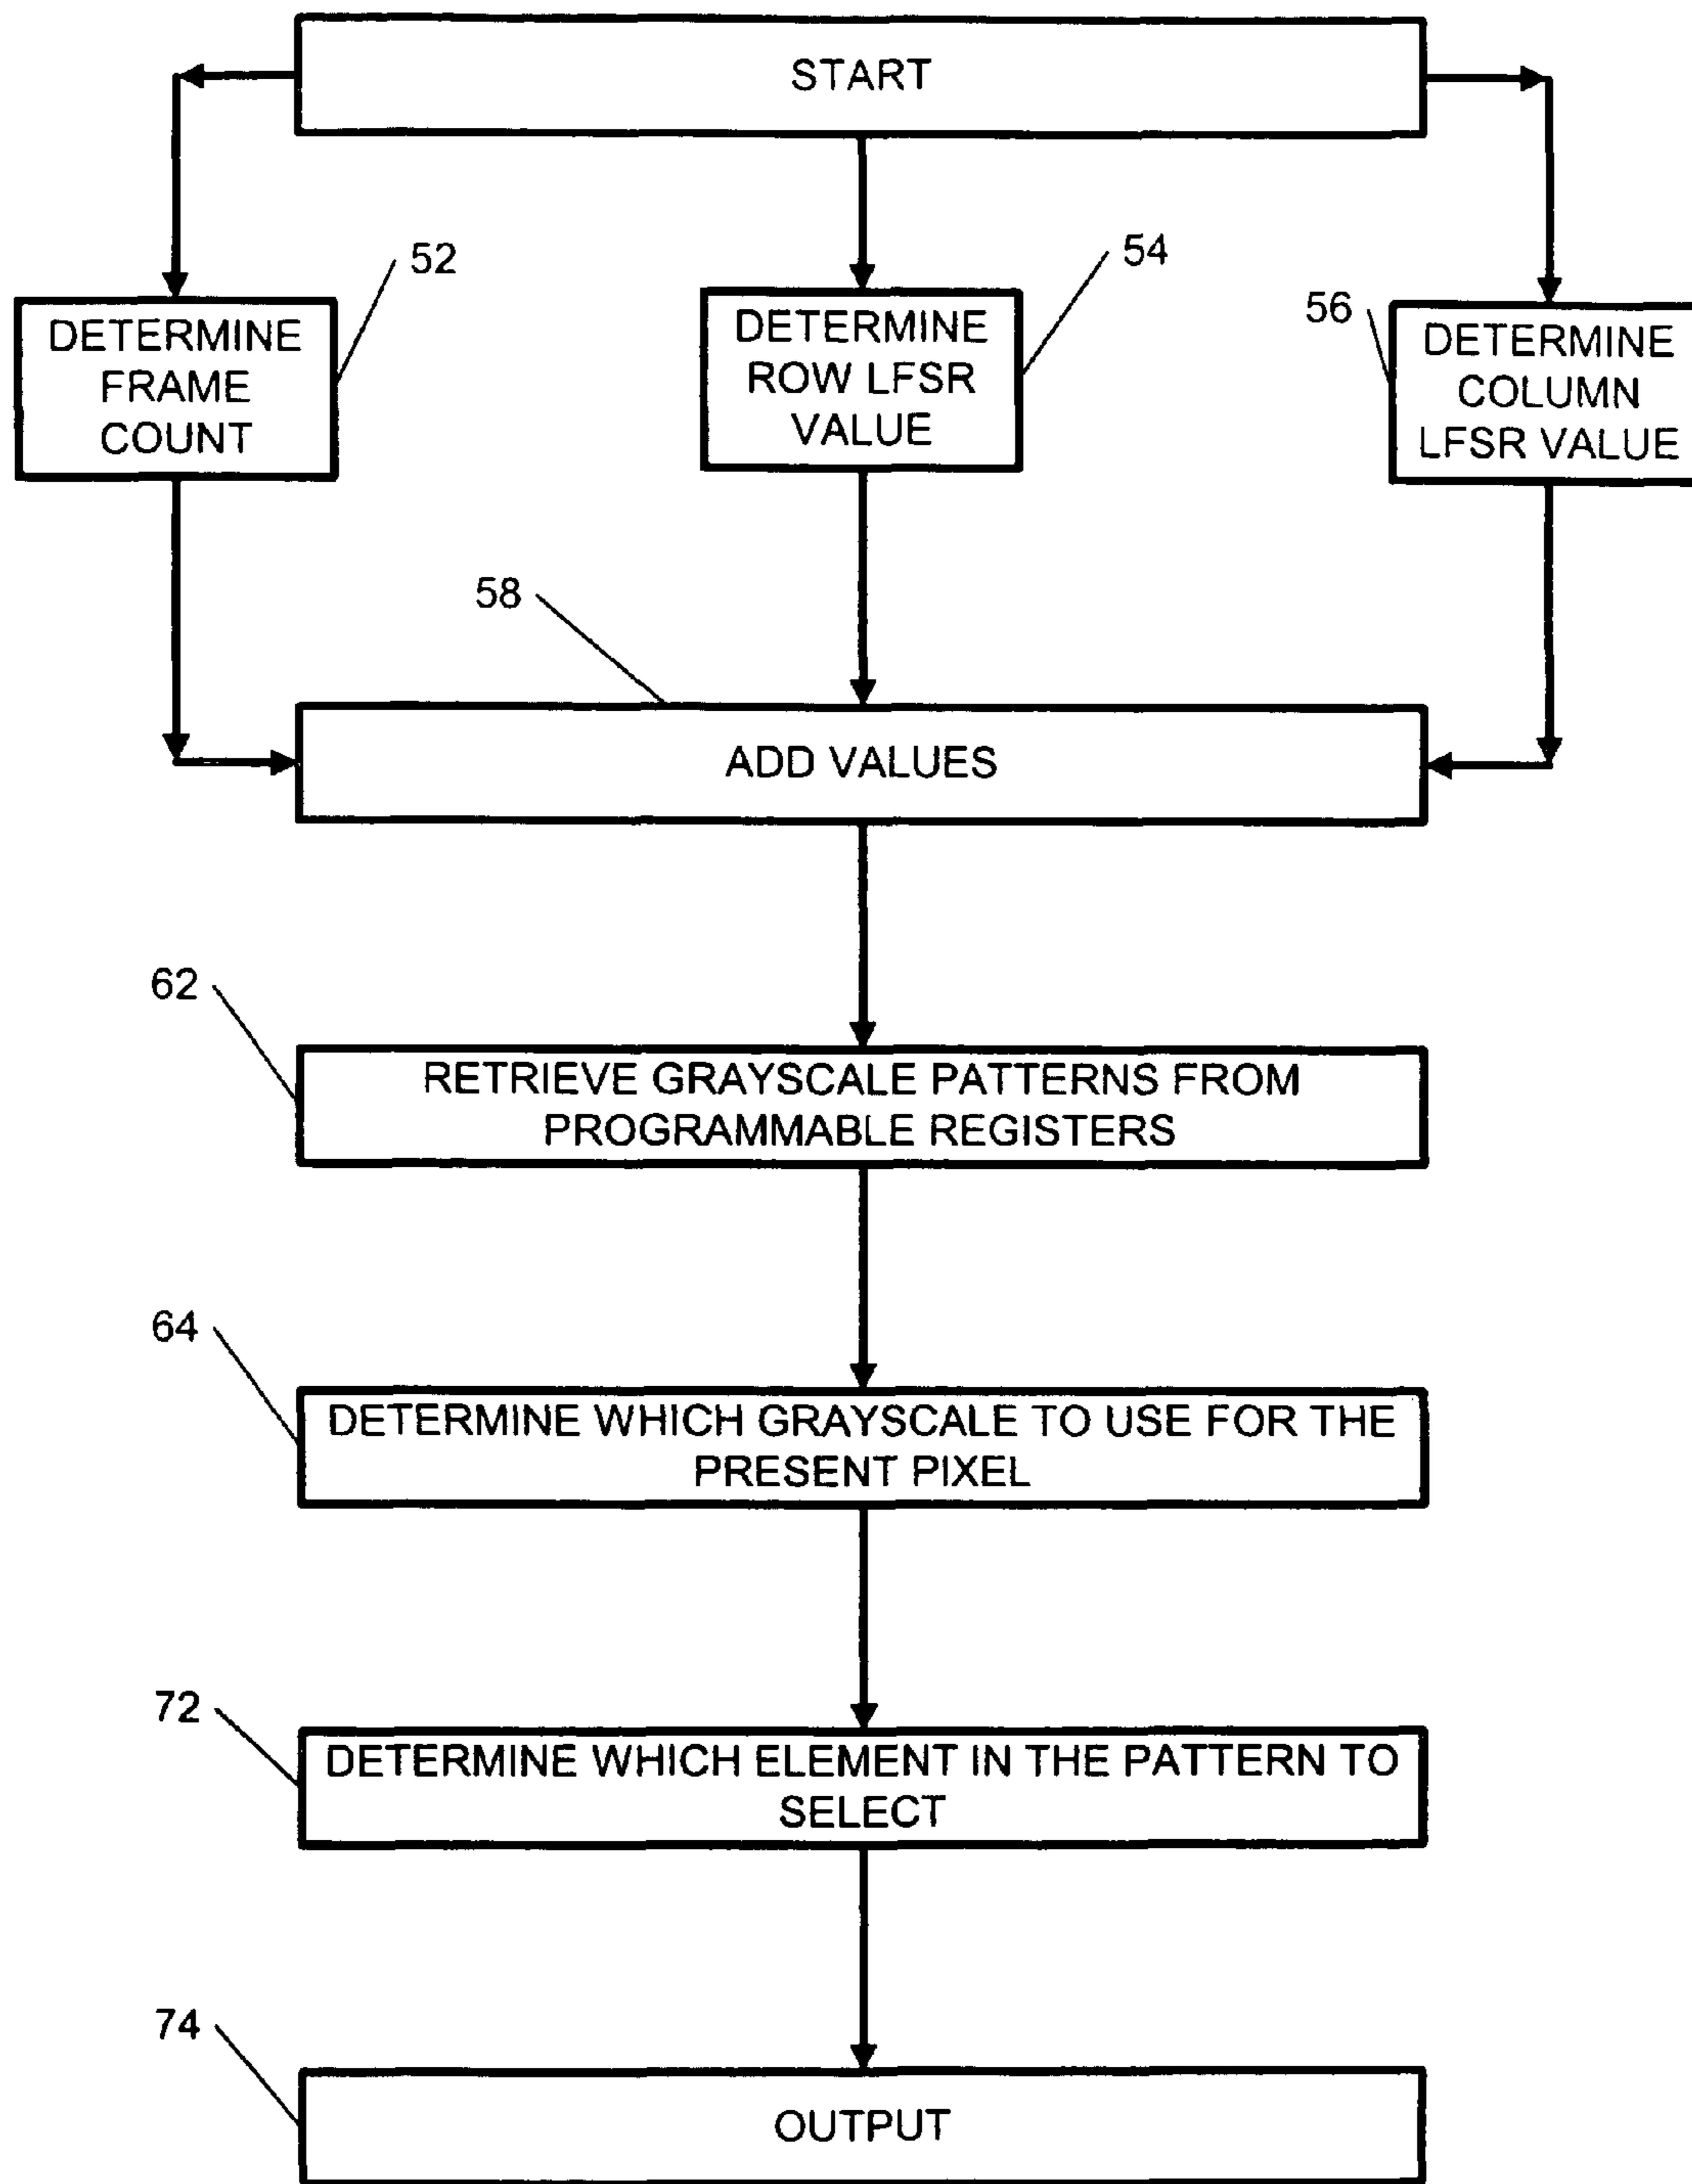 START
52
54
56
DETERMINE
FRAME
COUNT
DETERMINE
ROW LFSR
VALUE
DETERMINE
COLUMN
LFSR VALUE
58
ADD VALUES
62
RETRIEVE GRAYSCALE PATTERNS FROM
PROGRAMMABLE REGISTERS
64
DETERMINE WHICH GRAYSCALE TO USE FOR THE
PRESENT PIXEL
72
DETERMINE WHICH ELEMENT IN THE PATTERN TO
SELECT
74
OUTPUT